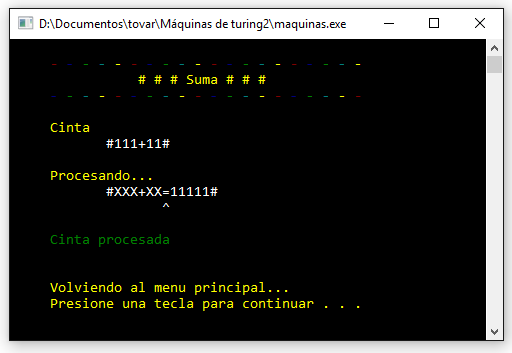 D:\Documentos\tovar\Máquinas de turing2\maquinas.exe
- - - - - - - - - - - - - - - - - - - -
# # # Suma # # #
- - - - - - - - - - - - - - - - - - - -
Cinta
#111+11#
Procesando...
#XXX+XX=11111#
^
Cinta procesada
Volviendo al menu principal...
Presione una tecla para continuar . . .